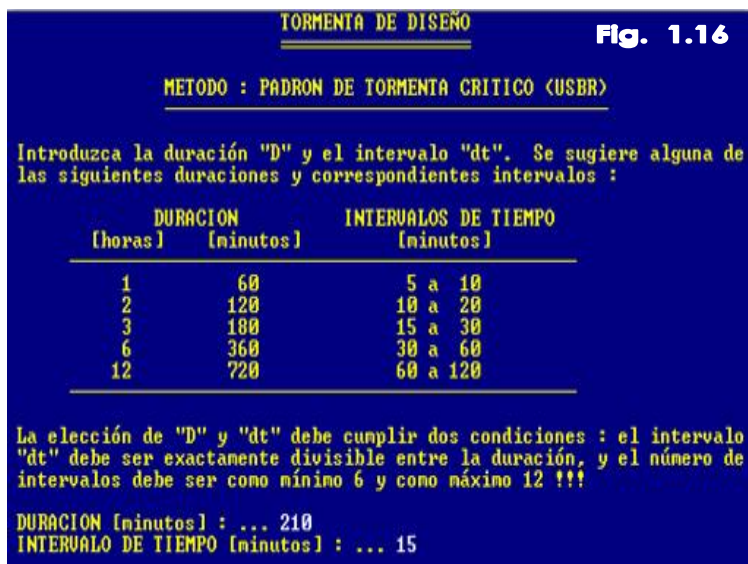 TORMENTA DE DISEÑO
Fig. 1.16
METODO : PADRON DE TORMENTA CRITICO (USBR)
Introduzca la duración "D" y el intervalo "dt". Se sugiere alguna de
las siguientes duraciones y correspondientes intervalos :
DURACION INTERVALOS DE TIEMPO
[horas] [minutos] [minutos]
1 60 5 a 10
2 120 10 a 20
3 180 15 a 30
6 360 30 a 60
12 720 60 a 120
La elección de "D" y "dt" debe cumplir dos condiciones : el intervalo
"dt" debe ser exactamente divisible entre la duración, y el número de
intervalos debe ser como mínimo 6 y como máximo 12 !!!
DURACION [minutos] : ... 210
INTERVALO DE TIEMPO [minutos] : ... 15